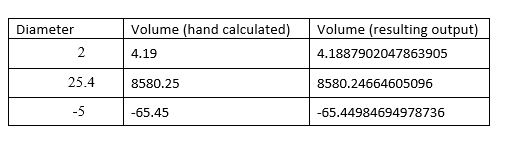 Diameter Volume (hand calculated) Volume (resulting output)
2 4.19 4.1887902047863905
25.4 8580.25 8580.24664605096
-5 -65.45 -65.44984694978736